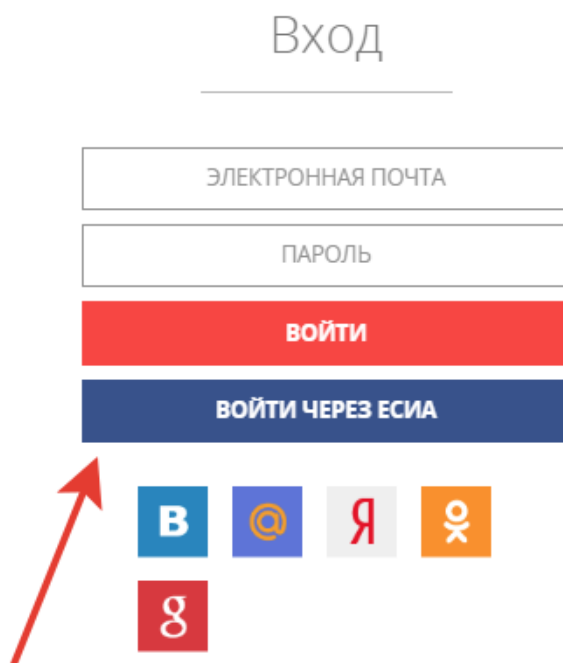 Вход
ЭЛЕКТРОННАЯ ПОЧТА
ПАРОЛЬ
ВОЙТИ
ВОЙТИ ЧЕРЕЗ ЕСИА
В @ Я
g